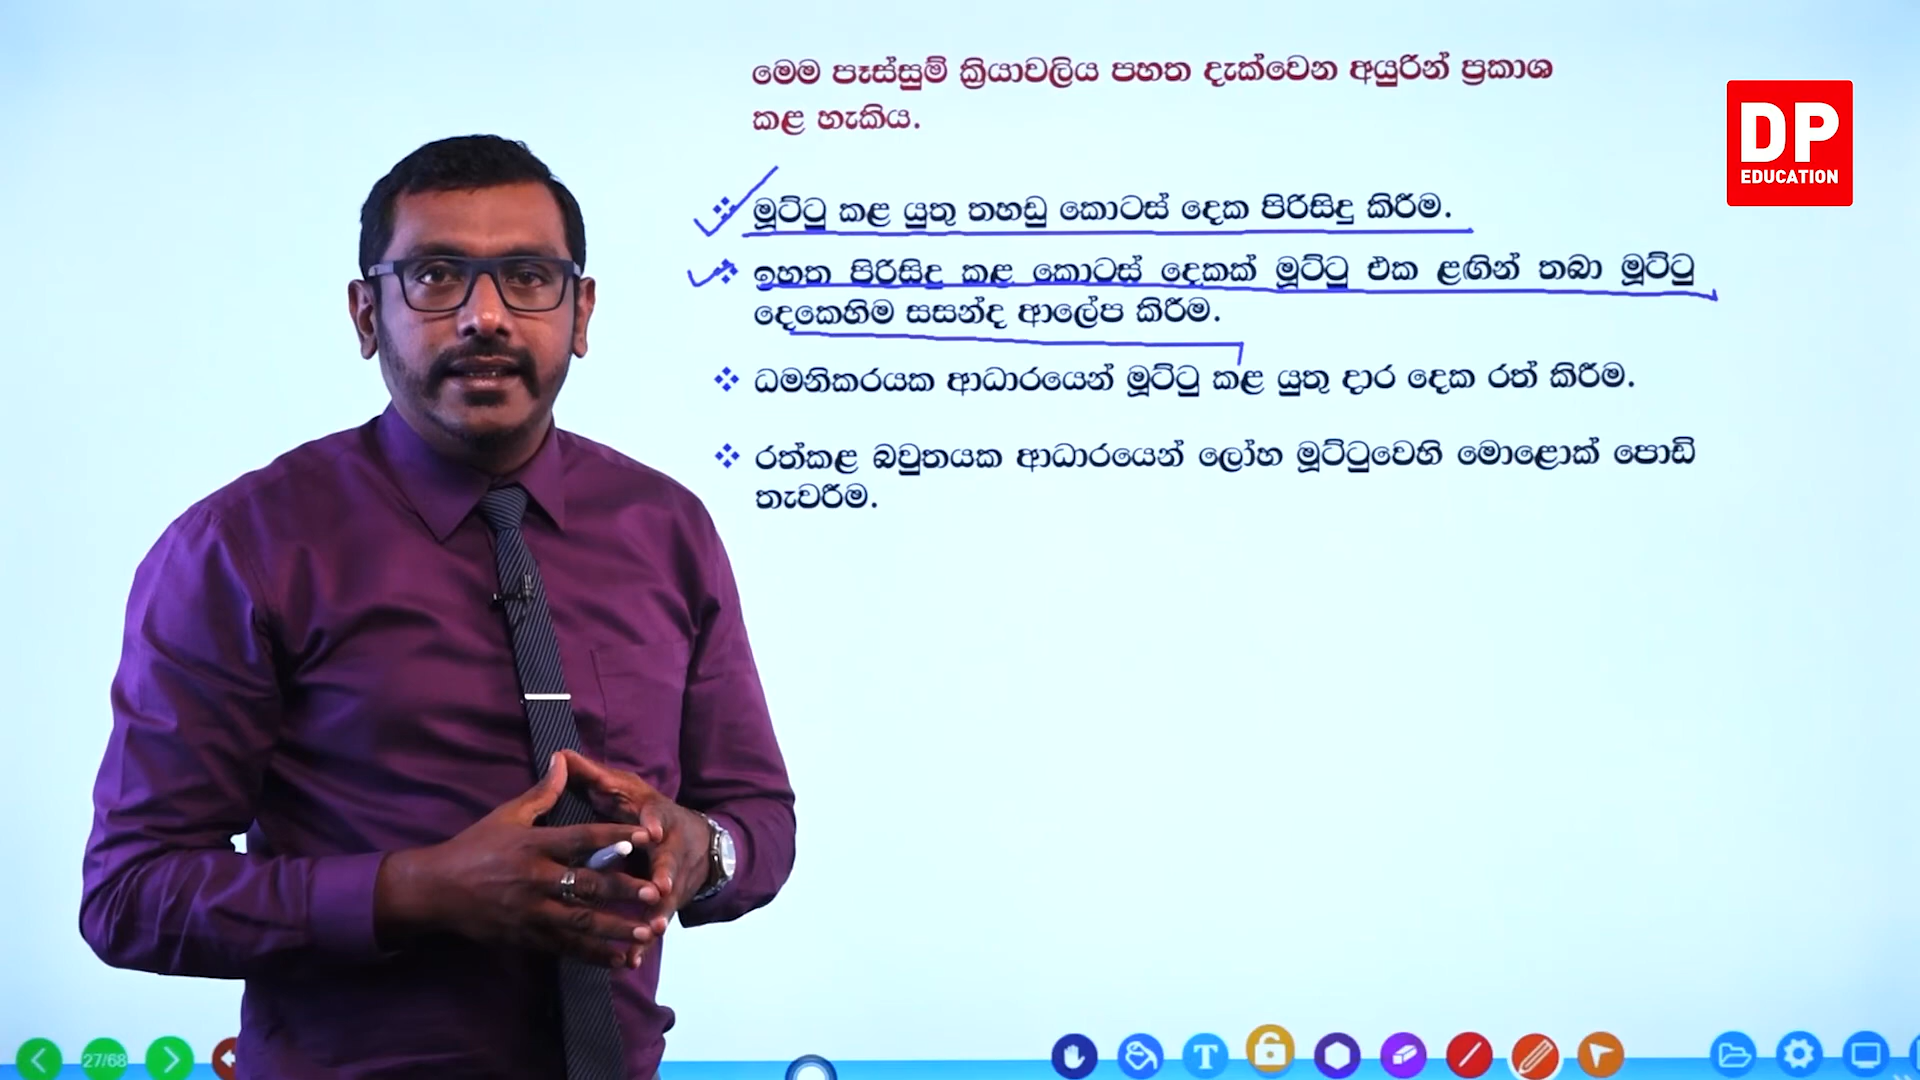 මෙම පෑස්සුම් ක්‍රියාවලිය පහත දැක්වෙන අයුරින් ප්‍රකාශ
කළ හැකිය.
DP
EDUCATION
මූට්ටු කළ යුතු තහඩු කොටස් දෙක පිරිසිදු කිරීම.
ඉහත පිරිසිදු කළ කොටස් දෙකක් මූට්ටු එක ළඟින් තබා මූට්ටු
දෙකෙහිම සසන්ද ආලේප කිරීම.
ධමනිකරයක ආධාරයෙන් මූට්ටු කළ යුතු දාර දෙක රත් කිරීම.
රත්කළ බවුතයක ආධාරයෙන් ලෝහ මූට්ටුවෙහි මොළොක් පොඩි
තැවරීම.
27/68
T